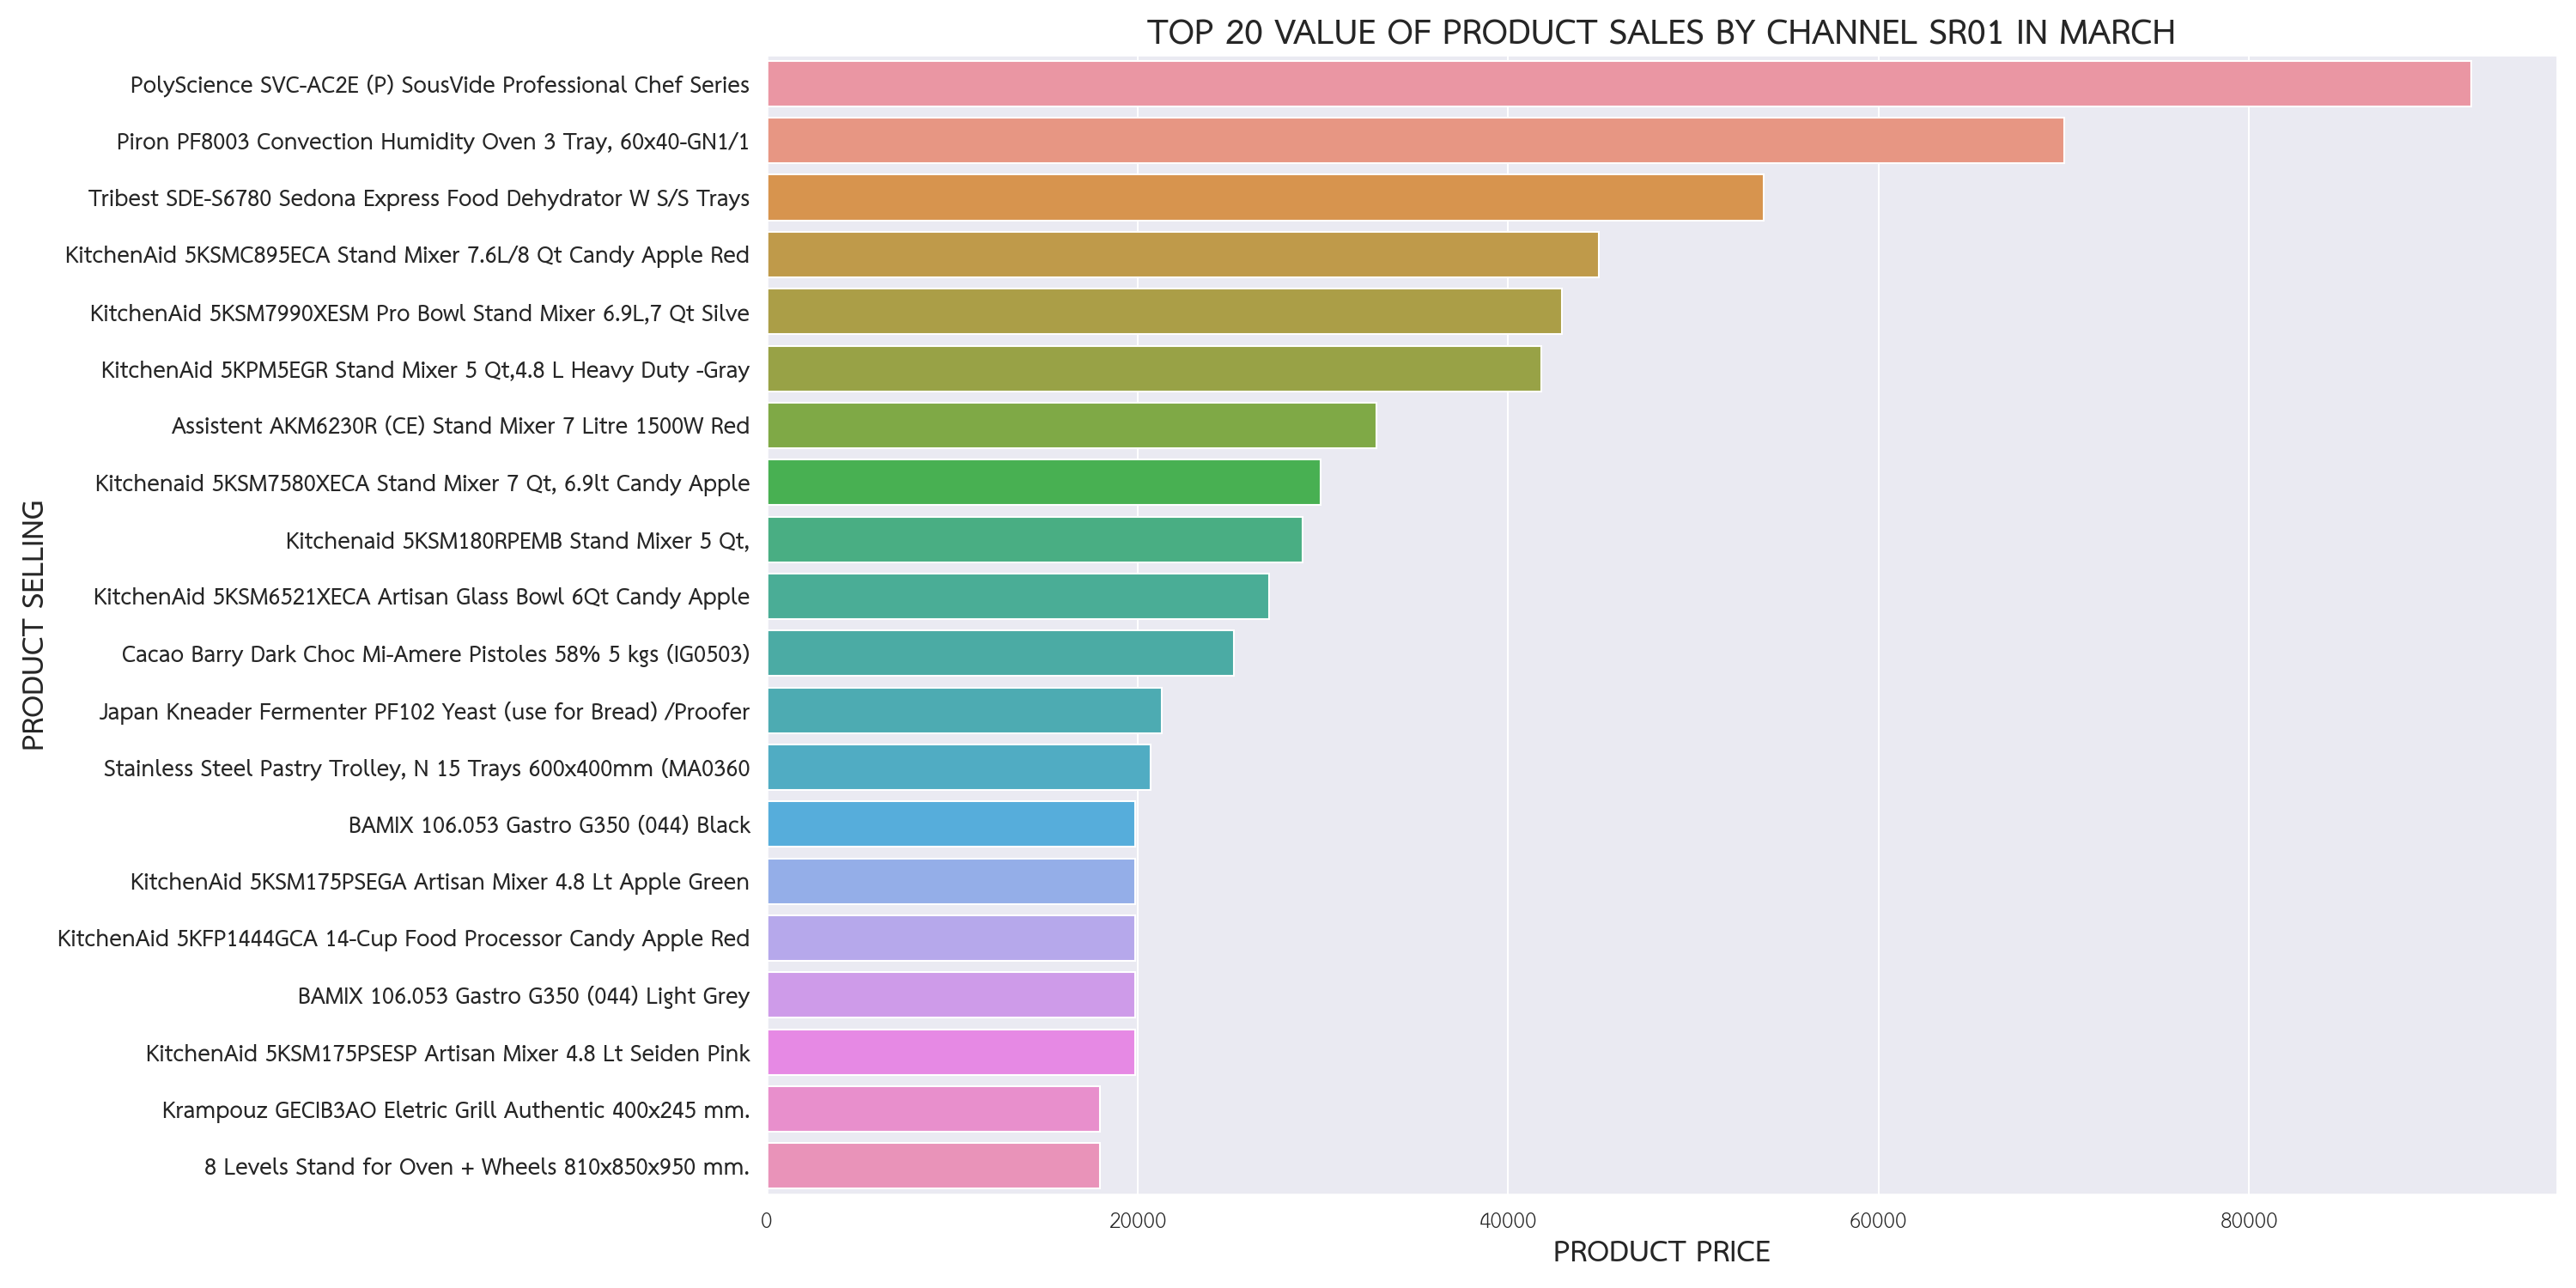 TOP 20 VALUE OF PRODUCT SALES BY CHANNEL SR01 IN MARCH
PRODUCT SELLING
PolyScience SVC-AC2E (P) SousVide Professional Chef Series
Piron PF8003 Convection Humidity Oven 3 Tray, 60x40-GN1/1
Tribest SDE-S6780 Sedona Express Food Dehydrator W S/S Trays
KitchenAid 5KSMC895ECA Stand Mixer 7.6L/8 Qt Candy Apple Red
KitchenAid 5KSM7990XESM Pro Bowl Stand Mixer 6.9L,7 Qt Silve
KitchenAid 5KPM5EGR Stand Mixer 5 Qt,4.8 L Heavy Duty -Gray
Assistent AKM6230R (CE) Stand Mixer 7 Litre 1500W Red
Kitchenaid 5KSM7580XECA Stand Mixer 7 Qt, 6.9lt Candy Apple
Kitchenaid 5KSM180RPEMB Stand Mixer 5 Qt,
KitchenAid 5KSM6521XECA Artisan Glass Bowl 6Qt Candy Apple
Cacao Barry Dark Choc Mi-Amere Pistoles 58% 5 kgs (IG0503)
Japan Kneader Fermenter PF102 Yeast (use for Bread) /Proofer
Stainless Steel Pastry Trolley, N 15 Trays 600x400mm (MA0360
BAMIX 106.053 Gastro G350 (044) Black
KitchenAid 5KSM175PSEGA Artisan Mixer 4.8 Lt Apple Green
KitchenAid 5KFP1444GCA 14-Cup Food Processor Candy Apple Red
BAMIX 106.053 Gastro G350 (044) Light Grey
KitchenAid 5KSM175PSESP Artisan Mixer 4.8 Lt Seiden Pink
Krampouz GECIB3AO Eletric Grill Authentic 400x245 mm.
8 Levels Stand for Oven + Wheels 810x850x950 mm.
0 20000 40000 60000 80000
PRODUCT PRICE